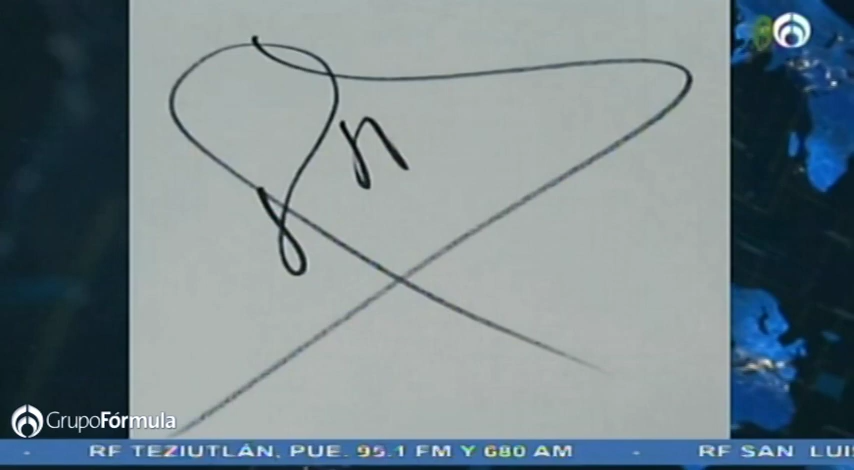 n
GrupoFórmula
- RF TEZIUTLÁN, PUE. 95.1 FM Y 680 AM - RF SAN LUIS